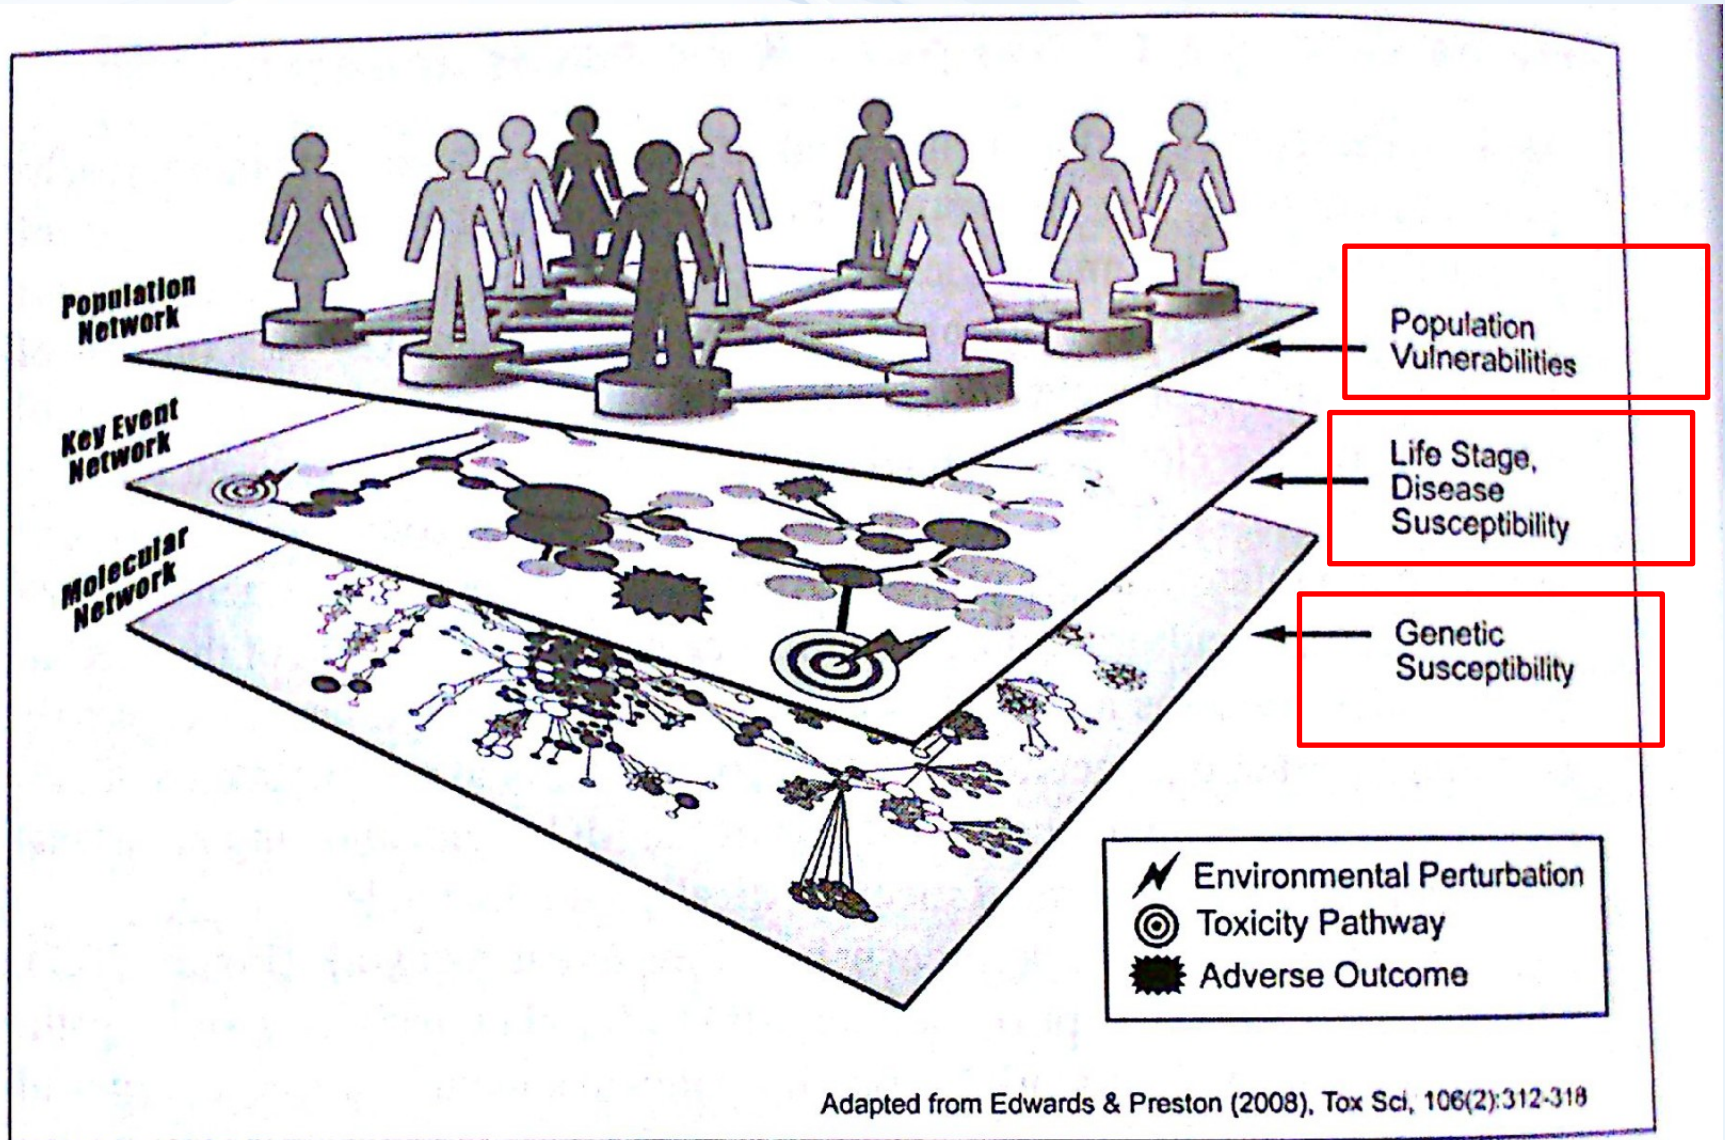 Population
Network
Key Event
Network
Molecular
Network
Population
Vulnerabilities
Life Stage,
Disease
Susceptibility
Genetic
Susceptibility
Environmental Perturbation
Toxicity Pathway
Adverse Outcome
Adapted from Edwards & Preston (2008), Tox Sci, 106(2):312-318